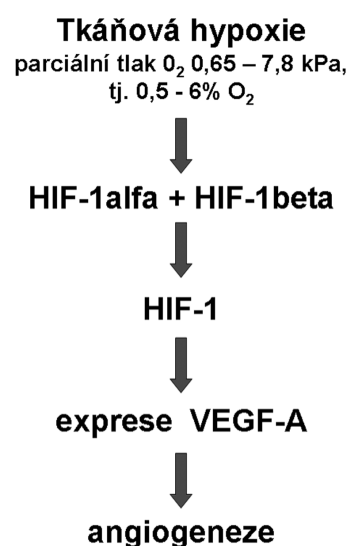 Tkáňová hypoxie
parciální tlak 0₂ 0,65 – 7,8 kPa,
tj. 0,5 - 6% O₂
HIF-1alfa + HIF-1beta
HIF-1
exprese VEGF-A
angiogeneze